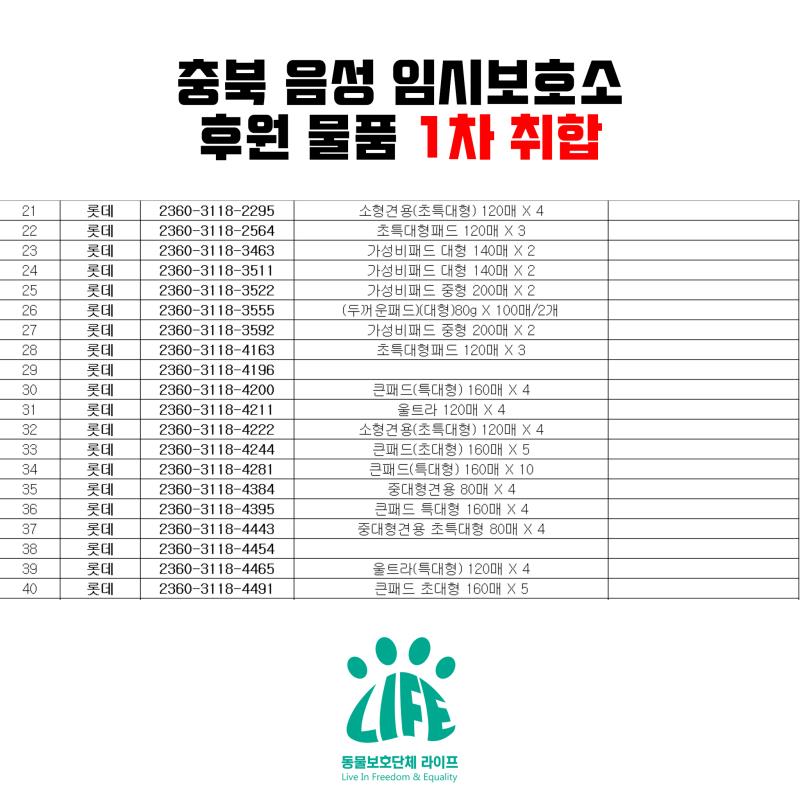 충북 음성 임시보호소
후원 물품 1차 취합
21 롯데 2360-3118-2295 소형견용(초특대형) 120매 X 4
22 롯데 2360-3118-2564 초특대형패드 120매 X 3
23 롯데 2360-3118-3463 가성비패드 대형 140매 X 2
24 롯데 2360-3118-3511 가성비패드 대형 140매 X 2
25 롯데 2360-3118-3522 가성비패드 중형 200매 X 2
26 롯데 2360-3118-3555 (두꺼운패드)(대형)80g X 100매/2개
27 롯데 2360-3118-3592 가성비패드 중형 200매 X 2
28 롯데 2360-3118-4163 초특대형패드 120매 X 3
29 롯데 2360-3118-4196
30 롯데 2360-3118-4200 큰패드(특대형) 160매 X 4
31 롯데 2360-3118-4211 울트라 120매 X 4
32 롯데 2360-3118-4222 소형견용(초특대형) 120매 X 4
33 롯데 2360-3118-4244 큰패드(초대형) 160매 X 5
34 롯데 2360-3118-4281 큰패드(특대형) 160매 X 10
35 롯데 2360-3118-4384 중대형견용 80매 X 4
36 롯데 2360-3118-4395 큰패드 특대형 160매 X 4
37 롯데 2360-3118-4443 중대형견용 초특대형 80매 X 4
38 롯데 2360-3118-4454
39 롯데 2360-3118-4465 울트라(특대형) 120매 X 4
40 롯데 2360-3118-4491 큰패드 초대형 160매 X 5
LIFE
동물보호단체 라이프
Live In Freedom & Equality